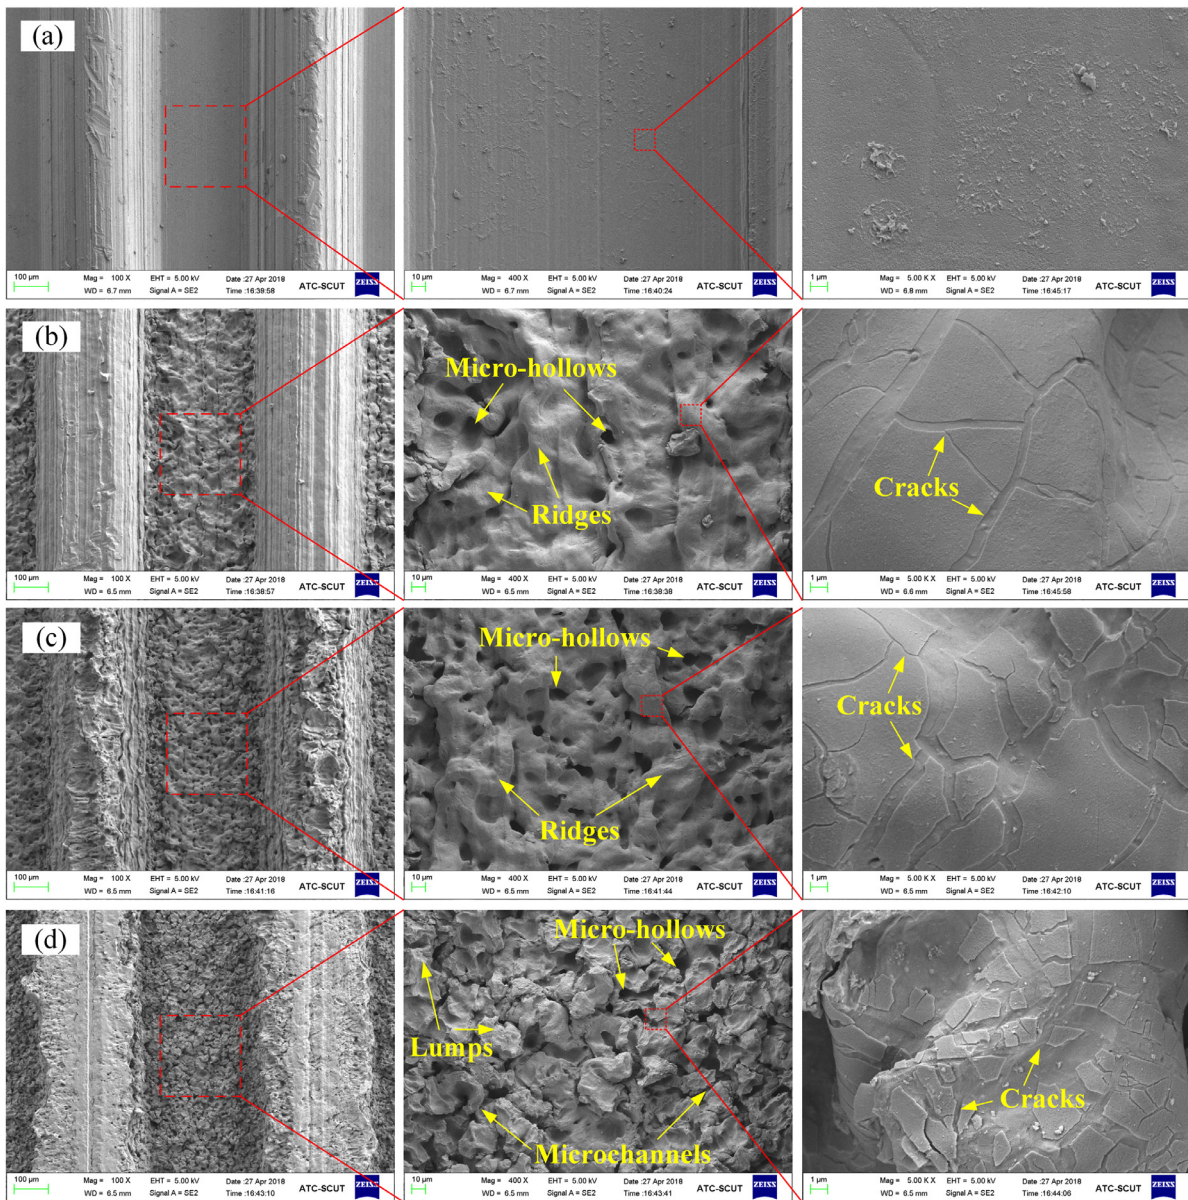 (a)
100 µm
Mag = 100 X EHT = 5.00 kV Date :27 Apr 2018
WD = 6.7 mm Signal A = SE2 Time :16:39:58
ATC-SCUT
ZEISS
10 µm
Mag = 400 X EHT = 5.00 kV Date :27 Apr 2018
WD = 6.7 mm Signal A = SE2 Time :16:40:24
ATC-SCUT
ZEISS
1 µm
Mag = 5.00 K X EHT = 5.00 kV Date :27 Apr 2018
WD = 6.8 mm Signal A = SE2 Time :16:45:17
ATC-SCUT
ZEISS
(b)
100 µm
Mag = 100 X EHT = 5.00 kV Date :27 Apr 2018
WD = 6.5 mm Signal A = SE2 Time :16:38:57
ATC-SCUT
ZEISS
Micro-hollows
Ridges
10 µm
Mag = 400 X EHT = 5.00 kV Date :27 Apr 2018
WD = 6.5 mm Signal A = SE2 Time :16:38:38
ATC-SCUT
ZEISS
Cracks
1 µm
Mag = 5.00 K X EHT = 5.00 kV Date :27 Apr 2018
WD = 6.6 mm Signal A = SE2 Time :16:45:58
ATC-SCUT
ZEISS
(c)
100 µm
Mag = 100 X EHT = 5.00 kV Date :27 Apr 2018
WD = 6.5 mm Signal A = SE2 Time :16:41:16
ATC-SCUT
ZEISS
Micro-hollows
Ridges
10 µm
Mag = 400 X EHT = 5.00 kV Date :27 Apr 2018
WD = 6.5 mm Signal A = SE2 Time :16:41:44
ATC-SCUT
ZEISS
Cracks
1 µm
Mag = 5.00 K X EHT = 5.00 kV Date :27 Apr 2018
WD = 6.5 mm Signal A = SE2 Time :16:42:10
ATC-SCUT
ZEISS
(d)
100 µm
Mag = 100 X EHT = 5.00 kV Date :27 Apr 2018
WD = 6.5 mm Signal A = SE2 Time :16:43:10
ATC-SCUT
ZEISS
Micro-hollows
Lumps
Microchannels
10 µm
Mag = 400 X EHT = 5.00 kV Date :27 Apr 2018
WD = 6.5 mm Signal A = SE2 Time :16:43:41
ATC-SCUT
ZEISS
Cracks
1 µm
Mag = 5.00 K X EHT = 5.00 kV Date :27 Apr 2018
WD = 6.5 mm Signal A = SE2 Time :16:44:06
ATC-SCUT
ZEISS